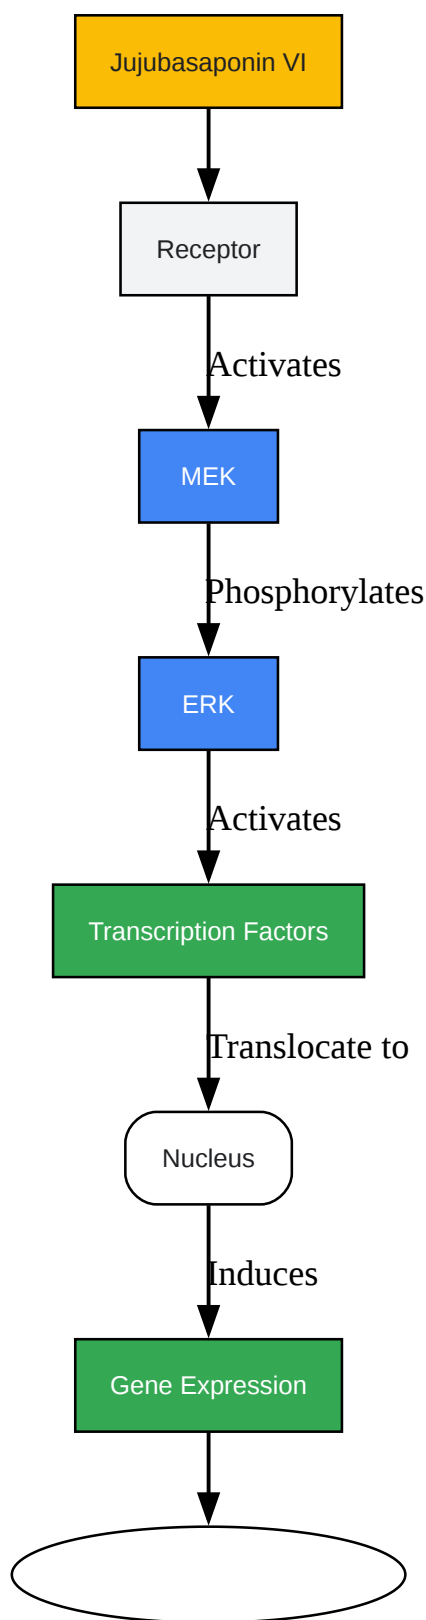 Jujubasaponin VI
Receptor
Activates
MEK
Phosphorylates
ERK
Activates
Transcription Factors
Translocate to
Nucleus
Induces
Gene Expression